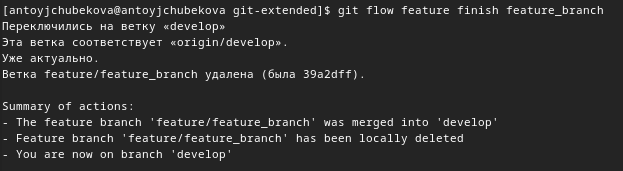 [antoyjchubekova@antoyjchubekova git-extended]$ git flow feature finish feature_branch
Переключились на ветку «develop»
Эта ветка соответствует «origin/develop».
Уже актуально.
Ветка feature/feature_branch удалена (была 39a2dff).
Summary of actions:
- The feature branch 'feature/feature_branch' was merged into 'develop'
- Feature branch 'feature/feature_branch' has been locally deleted
- You are now on branch 'develop'